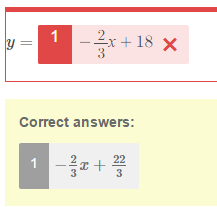 y = 1 −2/3x + 18 ×
Correct answers:
1 −2/3x + 22/3